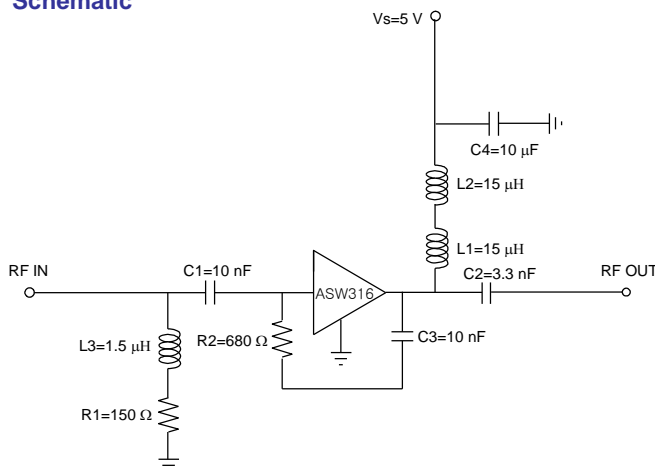 Schematic
Vs=5 V
C4=10 μF
L2=15 μH
L1=15 μH
RF IN
C1=10 nF
C2=3.3 nF
RF OUT
ASW316
L3=1.5 μH
R2=680 Ω
C3=10 nF
R1=150 Ω